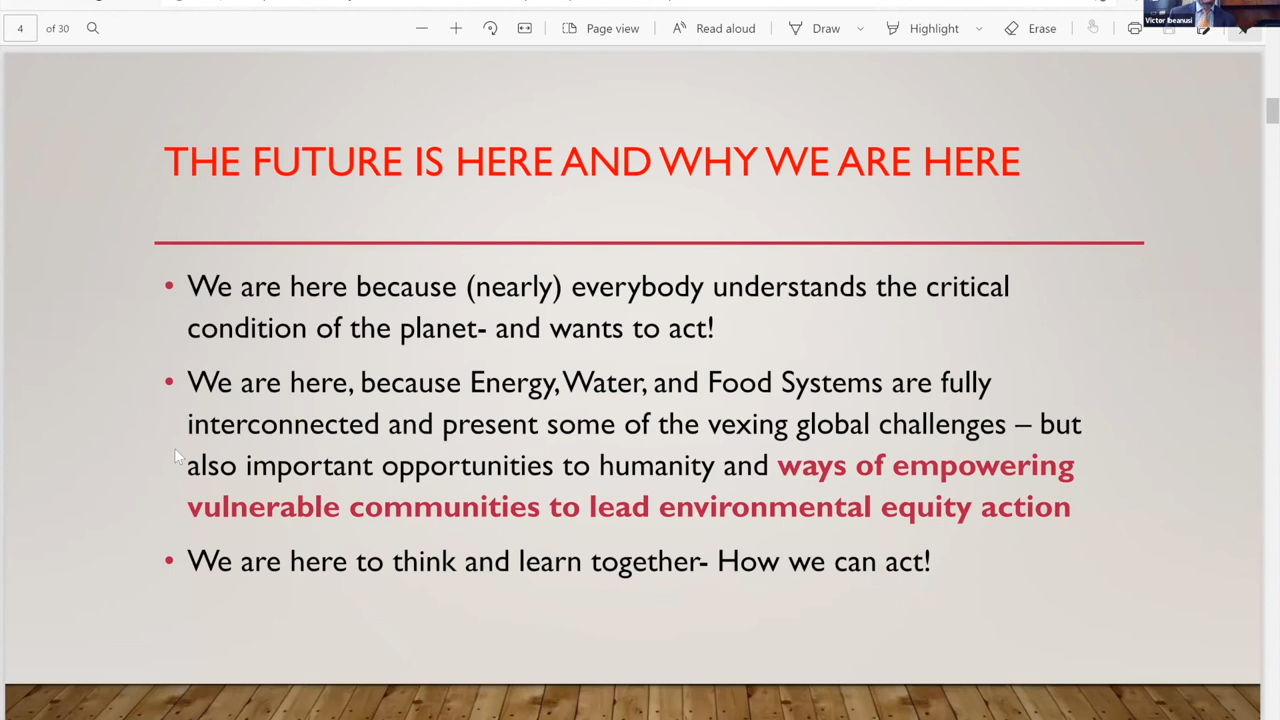 Victor Ibeanusi
4 of 30
Page view
Read aloud
Draw
Highlight
Erase
THE FUTURE IS HERE AND WHY WE ARE HERE
• We are here because (nearly) everybody understands the critical
condition of the planet- and wants to act!
• We are here, because Energy, Water, and Food Systems are fully
interconnected and present some of the vexing global challenges – but
also important opportunities to humanity and ways of empowering
vulnerable communities to lead environmental equity action
• We are here to think and learn together- How we can act!